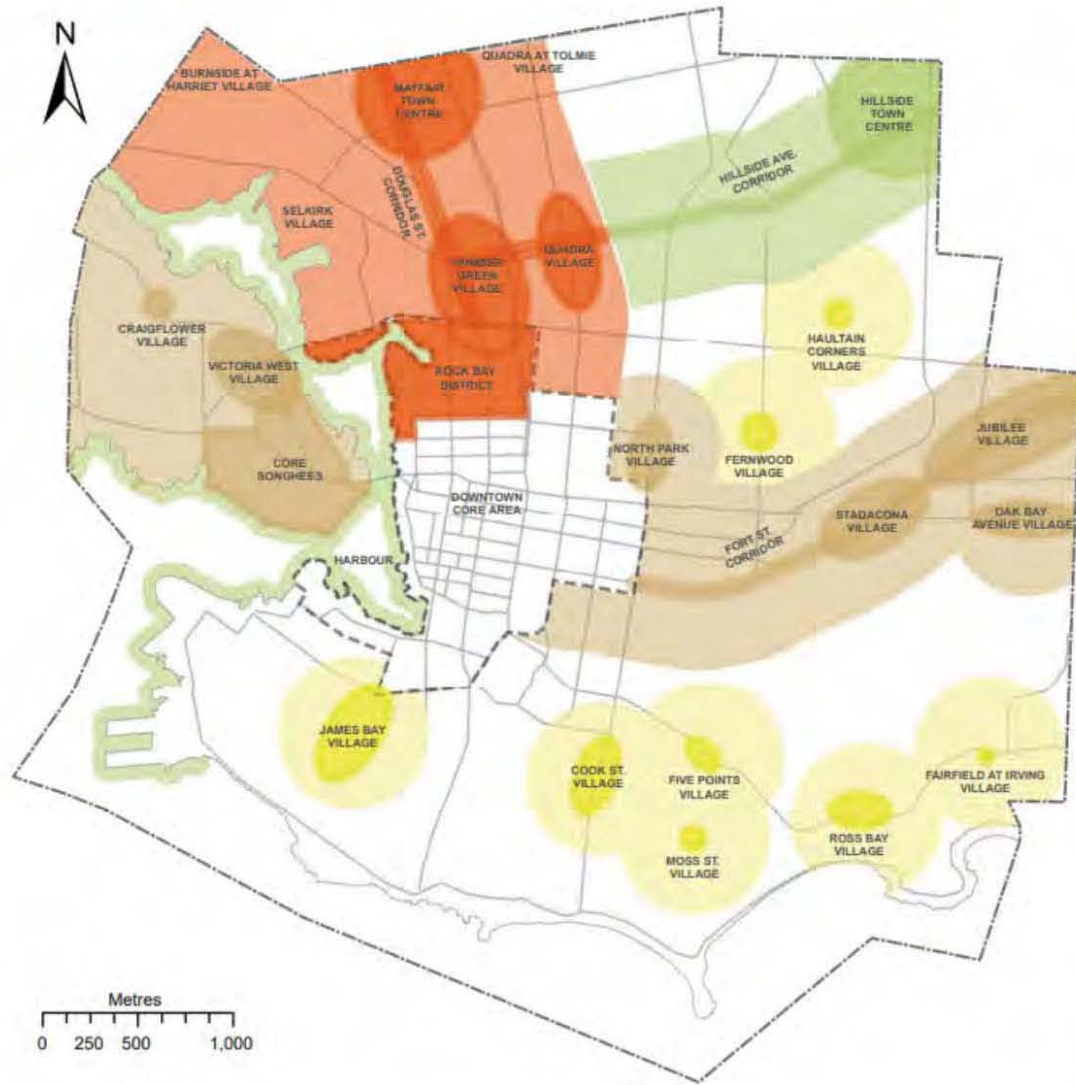 N
QUADRA AT TOLMIE
VILLAGE
BURNSIDE AT
HARRIET VILLAGE
MAYFAIR
TOWN
CENTRE
HILLSIDE
TOWN
CENTRE
HILLSIDE AVE.
CORRIDOR
DOUGLAS ST.
CORRIDOR
SELKIRK
VILLAGE
QUADRA
VILLAGE
HUMBER
GREEN
VILLAGE
CRAIGFLOWER
VILLAGE
HAULTAIN
CORNERS
VILLAGE
VICTORIA WEST
VILLAGE
ROCK BAY
DISTRICT
JUBILEE
VILLAGE
NORTH PARK
VILLAGE
FERNWOOD
VILLAGE
CORE
SONGHEES
DOWNTOWN
CORE AREA
STADACONA
VILLAGE
OAK BAY
AVENUE VILLAGE
FORT ST.
CORRIDOR
HARBOUR
JAMES BAY
VILLAGE
COOK ST.
VILLAGE
FIVE POINTS
VILLAGE
FAIRFIELD AT IRVING
VILLAGE
ROSS BAY
VILLAGE
MOSS ST.
VILLAGE
Metres
0 250 500 1,000